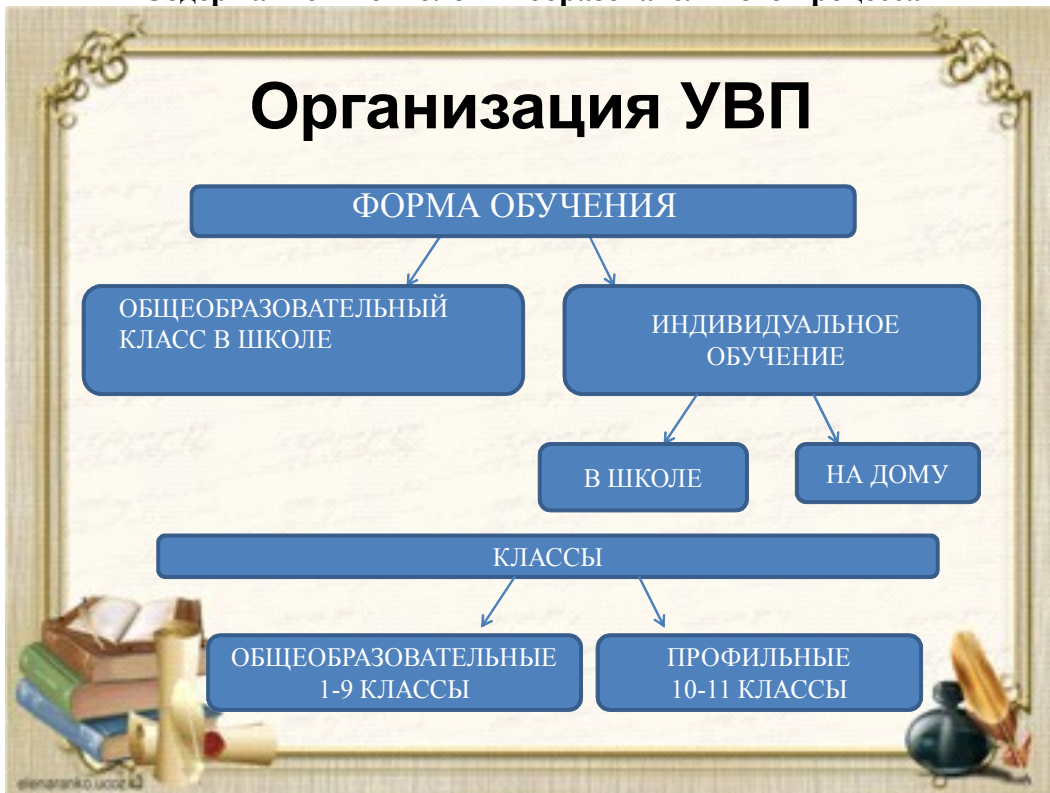 Организация УВП
ФОРМА ОБУЧЕНИЯ
ОБЩЕОБРАЗОВАТЕЛЬНЫЙ
КЛАСС В ШКОЛЕ
ИНДИВИДУАЛЬНОЕ
ОБУЧЕНИЕ
В ШКОЛЕ
НА ДОМУ
КЛАССЫ
ОБЩЕОБРАЗОВАТЕЛЬНЫЕ
1-9 КЛАССЫ
ПРОФИЛЬНЫЕ
10-11 КЛАССЫ